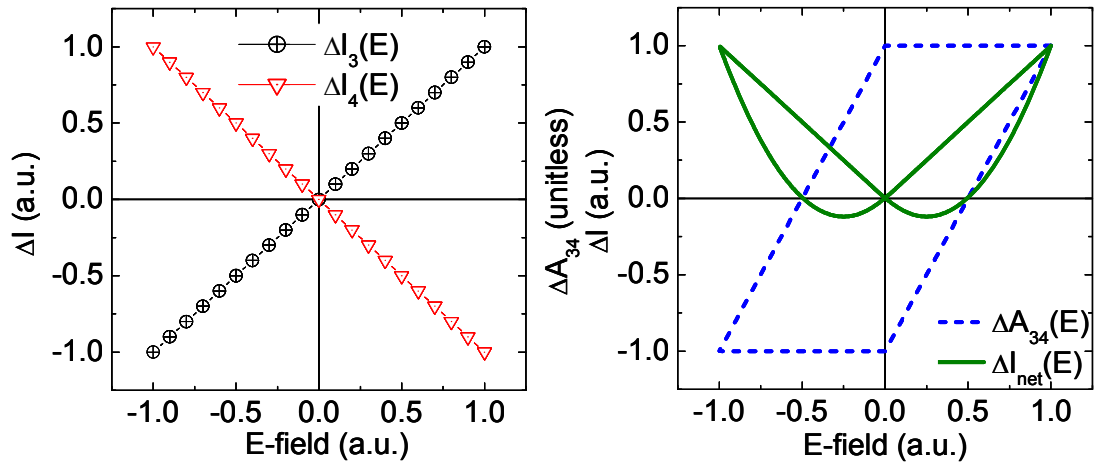 1.0
0.5
0.0
-0.5
-1.0
ΔI (a.u.)
-1.0 -0.5 0.0 0.5 1.0
E-field (a.u.)
ΔI3(E)
ΔI4(E)
1.0
0.5
0.0
-0.5
-1.0
ΔA34 (unitless)
ΔI (a.u.)
-1.0 -0.5 0.0 0.5 1.0
E-field (a.u.)
ΔA34(E)
ΔInet(E)